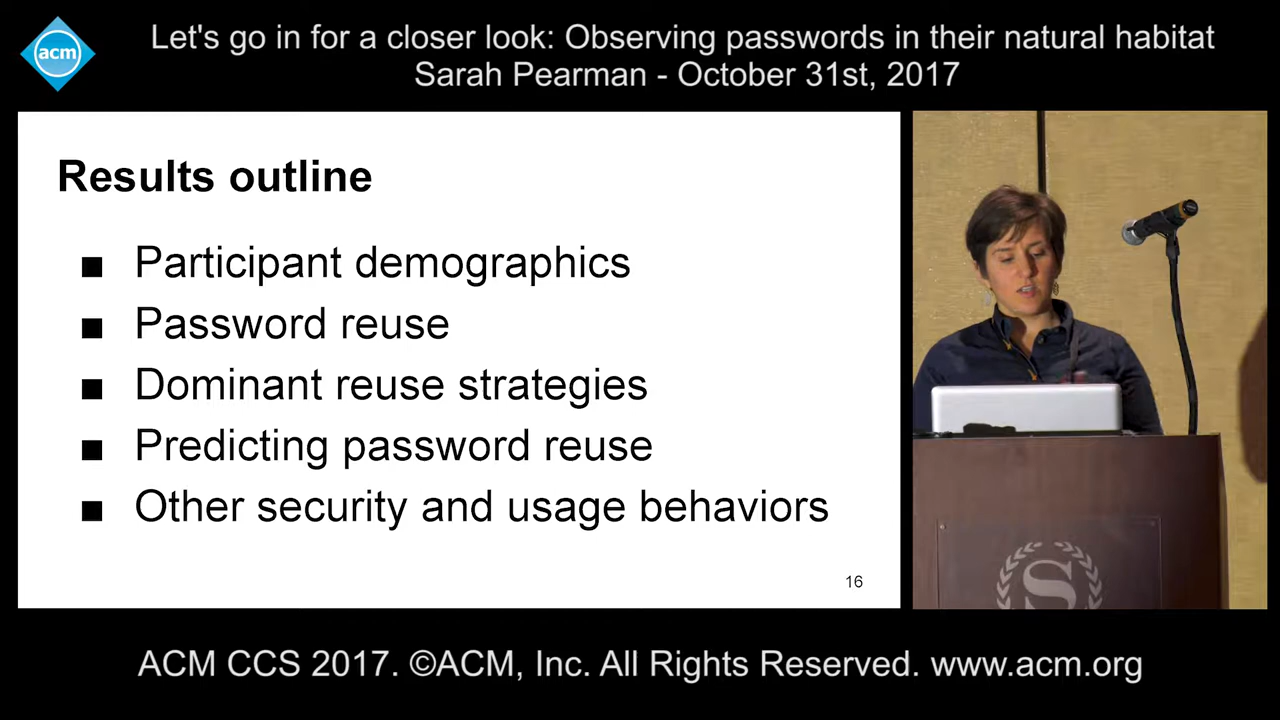 acm
Let's go in for a closer look: Observing passwords in their natural habitat
Sarah Pearman - October 31st, 2017
Results outline
■ Participant demographics
■ Password reuse
■ Dominant reuse strategies
■ Predicting password reuse
■ Other security and usage behaviors
16
S
ACM CCS 2017. ©ACM, Inc. All Rights Reserved. www.acm.org